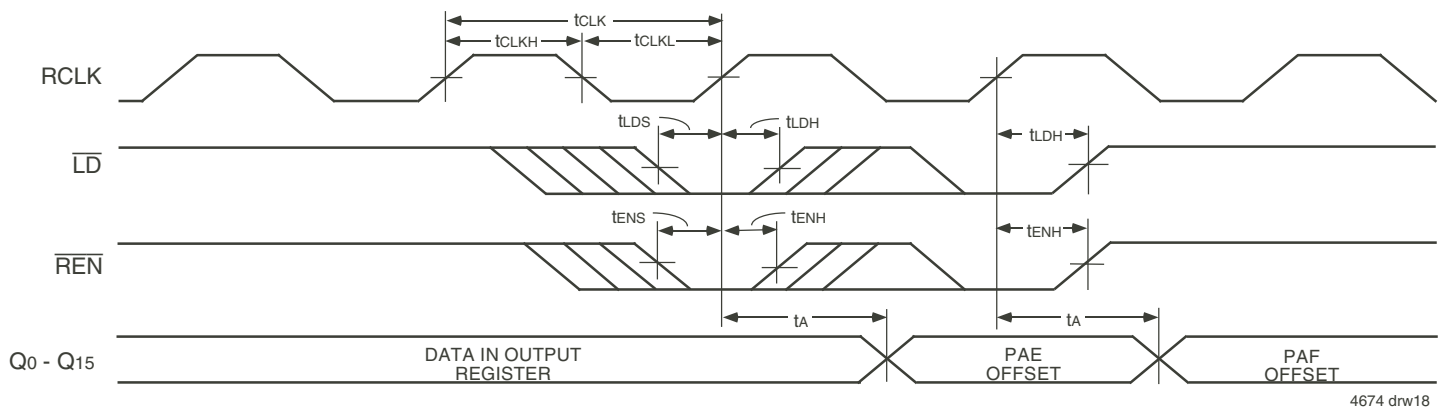 tCLK
tCLKH
tCLKL
RCLK
tLDS
tLDH
tLDH
LD
tENS
tENH
tENH
REN
tA
tA
Q0 - Q15
DATA IN OUTPUT
REGISTER
PAE
OFFSET
PAF
OFFSET
4674 drw18